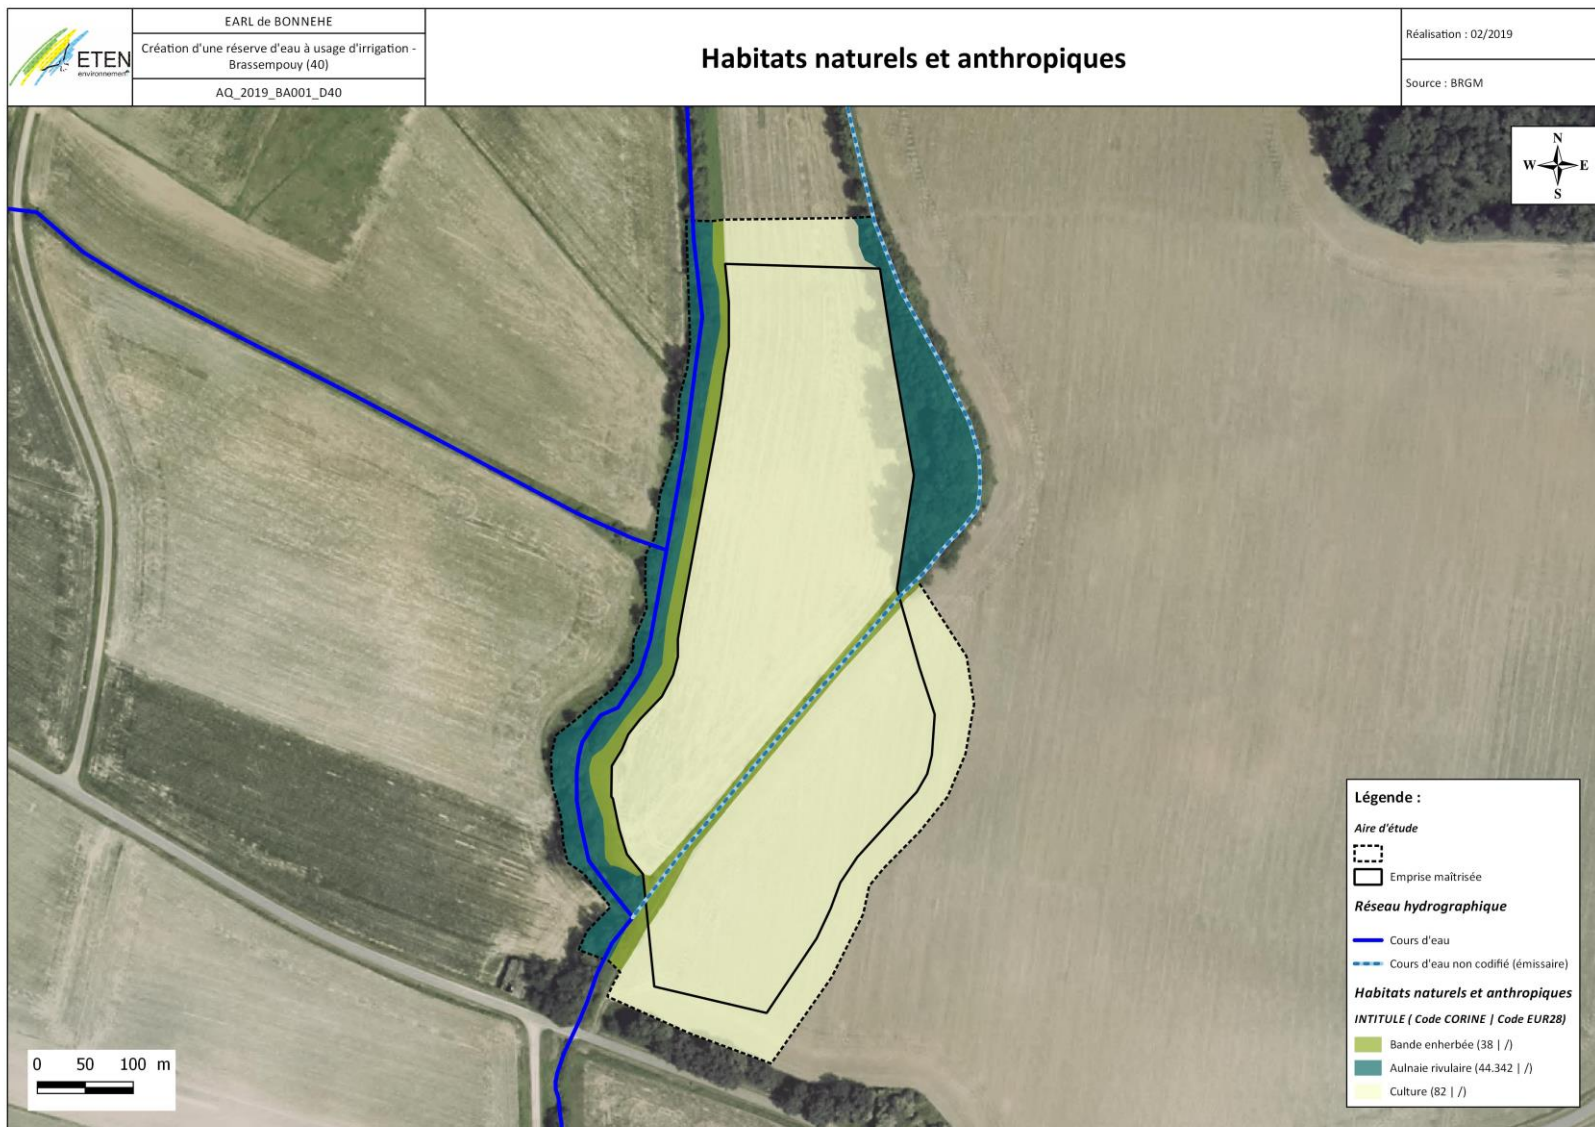 ETEN
environnement
EARL de BONNEHE
Création d'une réserve d'eau à usage d'irrigation -
Brassempouy (40)
AQ_2019_BA001_D40
Habitats naturels et anthropiques
Réalisation : 02/2019
Source : BRGM
N
W E
S
Légende :
Aire d'étude
Emprise maîtrisée
Réseau hydrographique
Cours d'eau
Cours d'eau non codifié (émissaire)
Habitats naturels et anthropiques
INTITULE ( Code CORINE | Code EUR28)
Bande enherbée (38 | /)
Aulnaie rivulaire (44.342 | /)
Culture (82 | /)
0 50 100 m